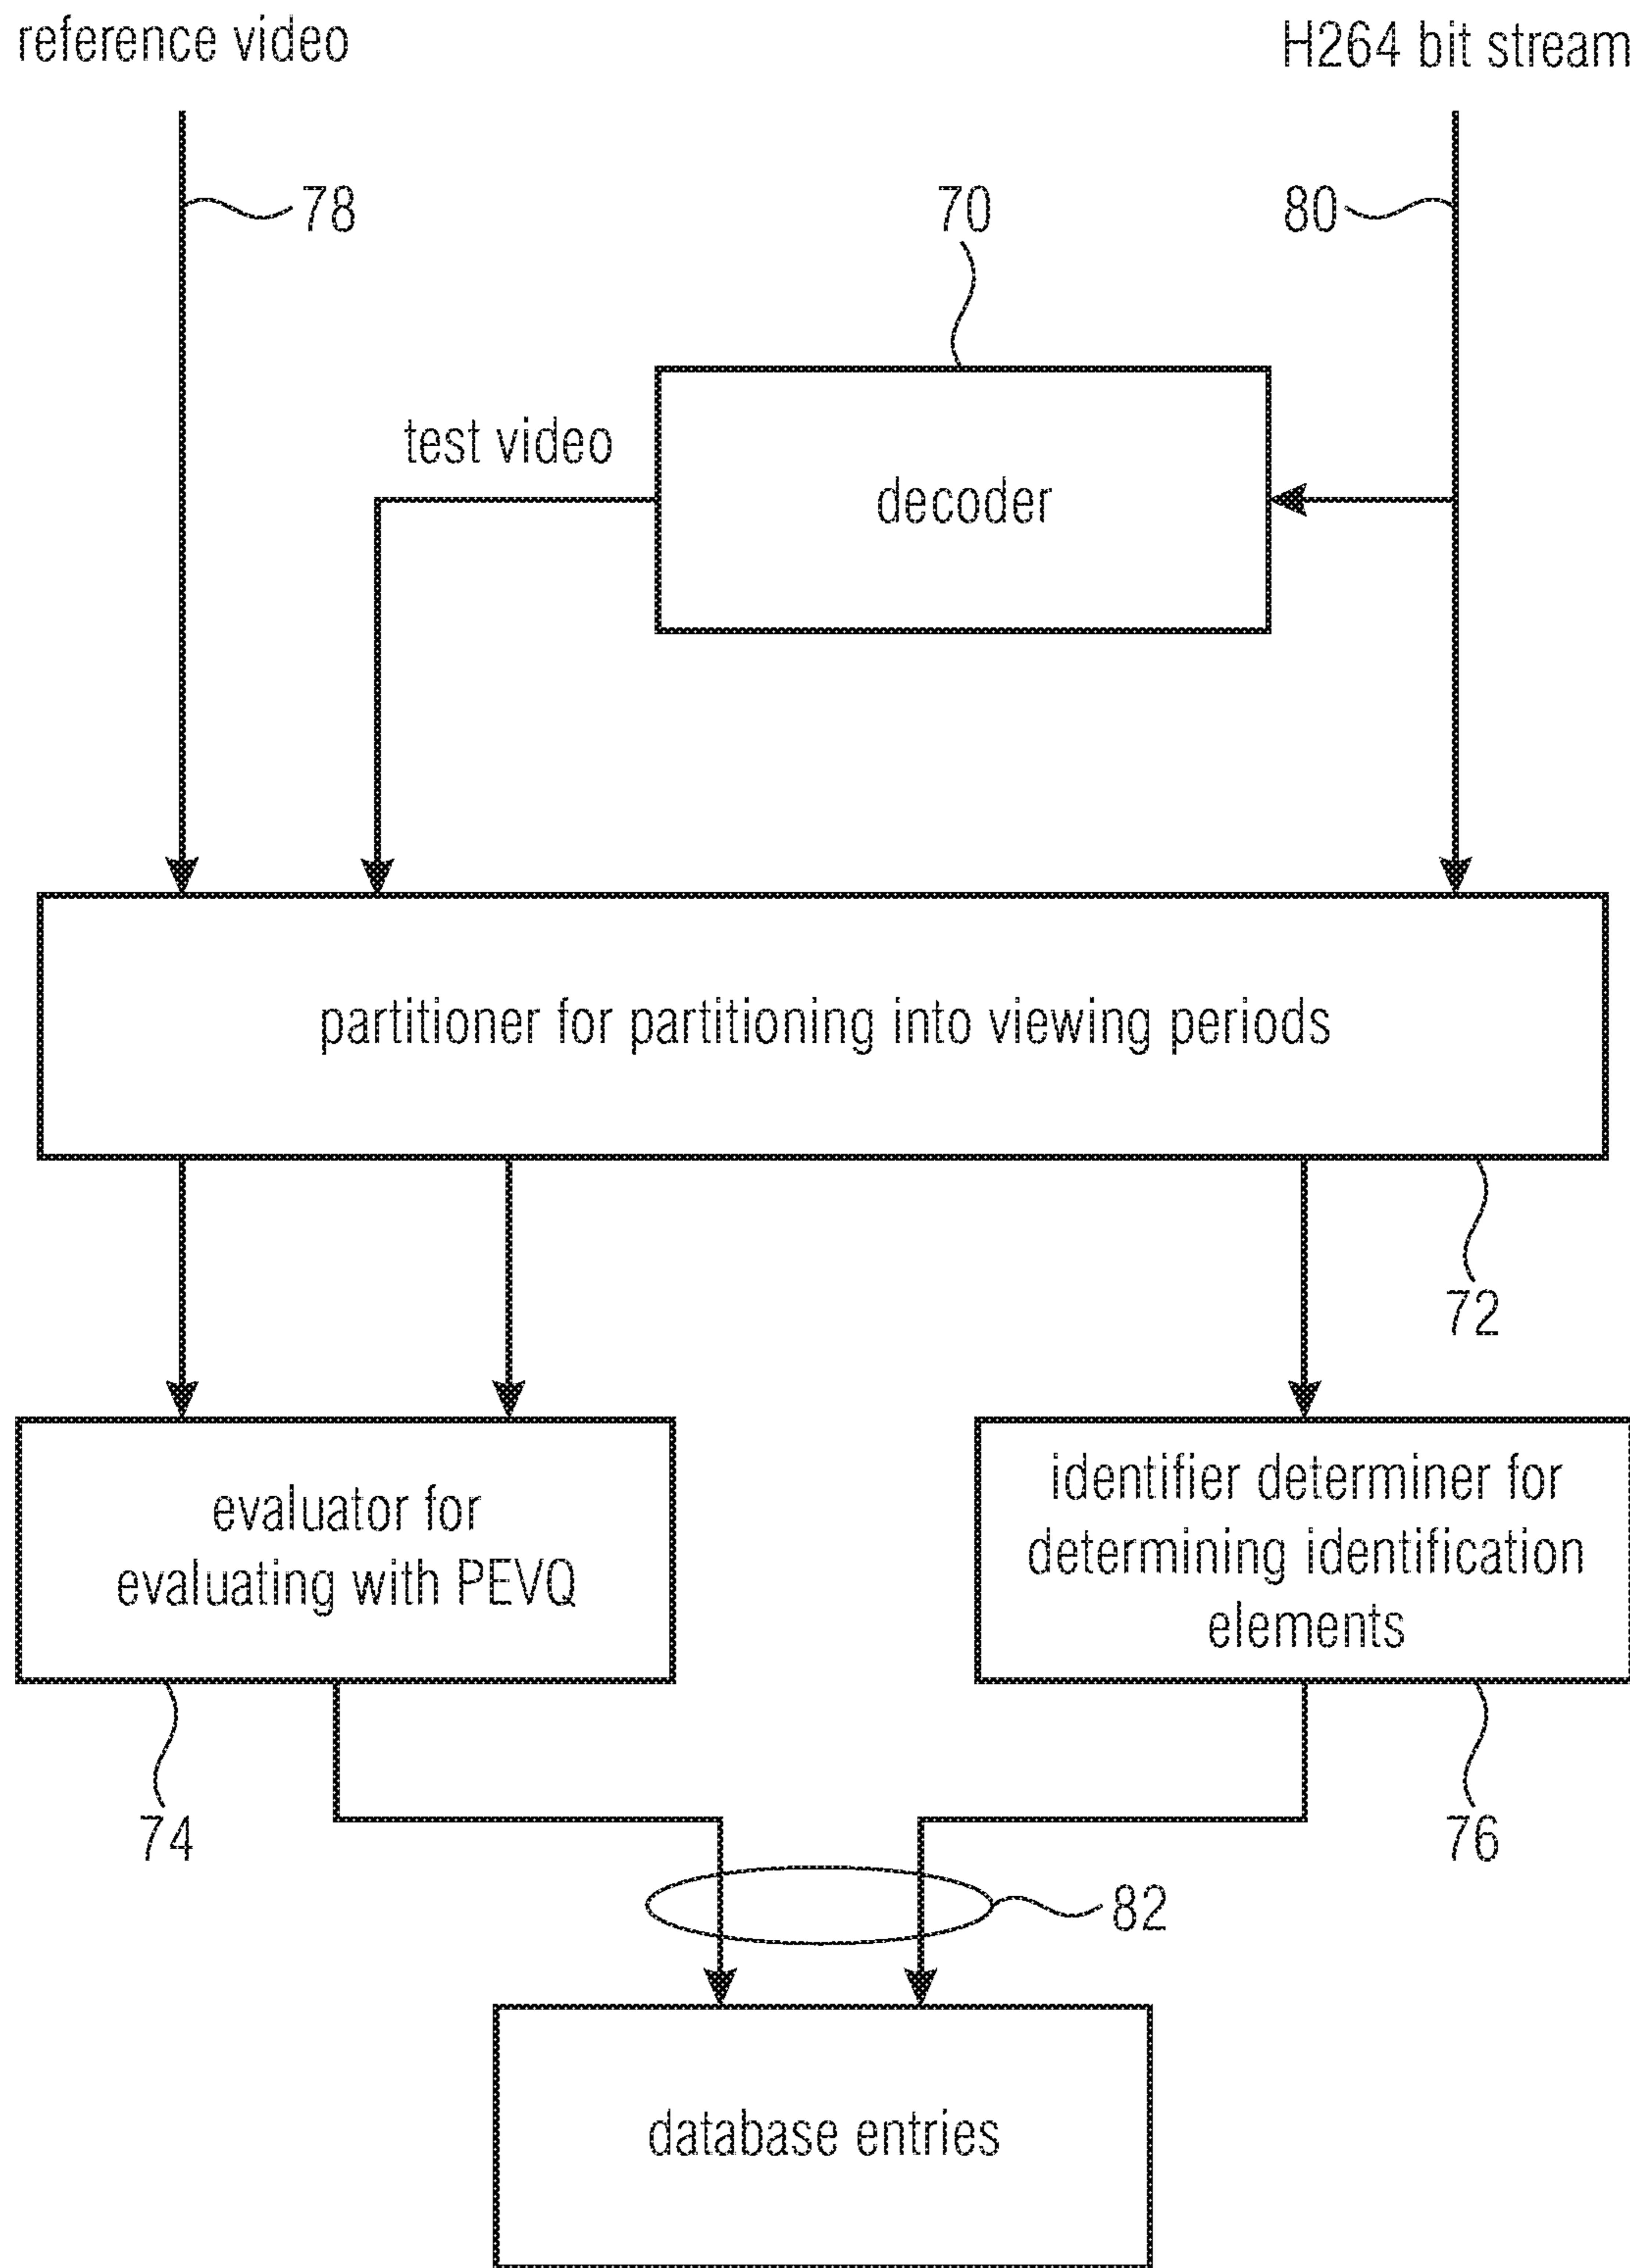 reference video
H264 bit stream
78
70
80
test video
decoder
partitioner for partitioning into viewing periods
72
evaluator for
evaluating with PEVQ
identifier determiner for
determining identification
elements
74
76
82
database entries